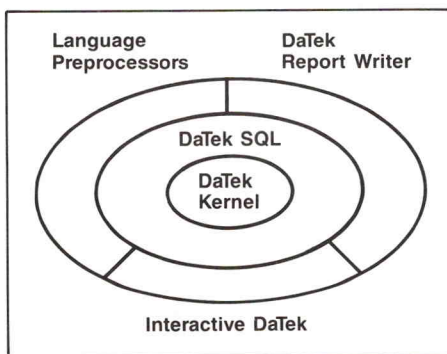 Language
Preprocessors
DaTek
Report Writer
DaTek SQL
DaTek
Kernel
Interactive DaTek